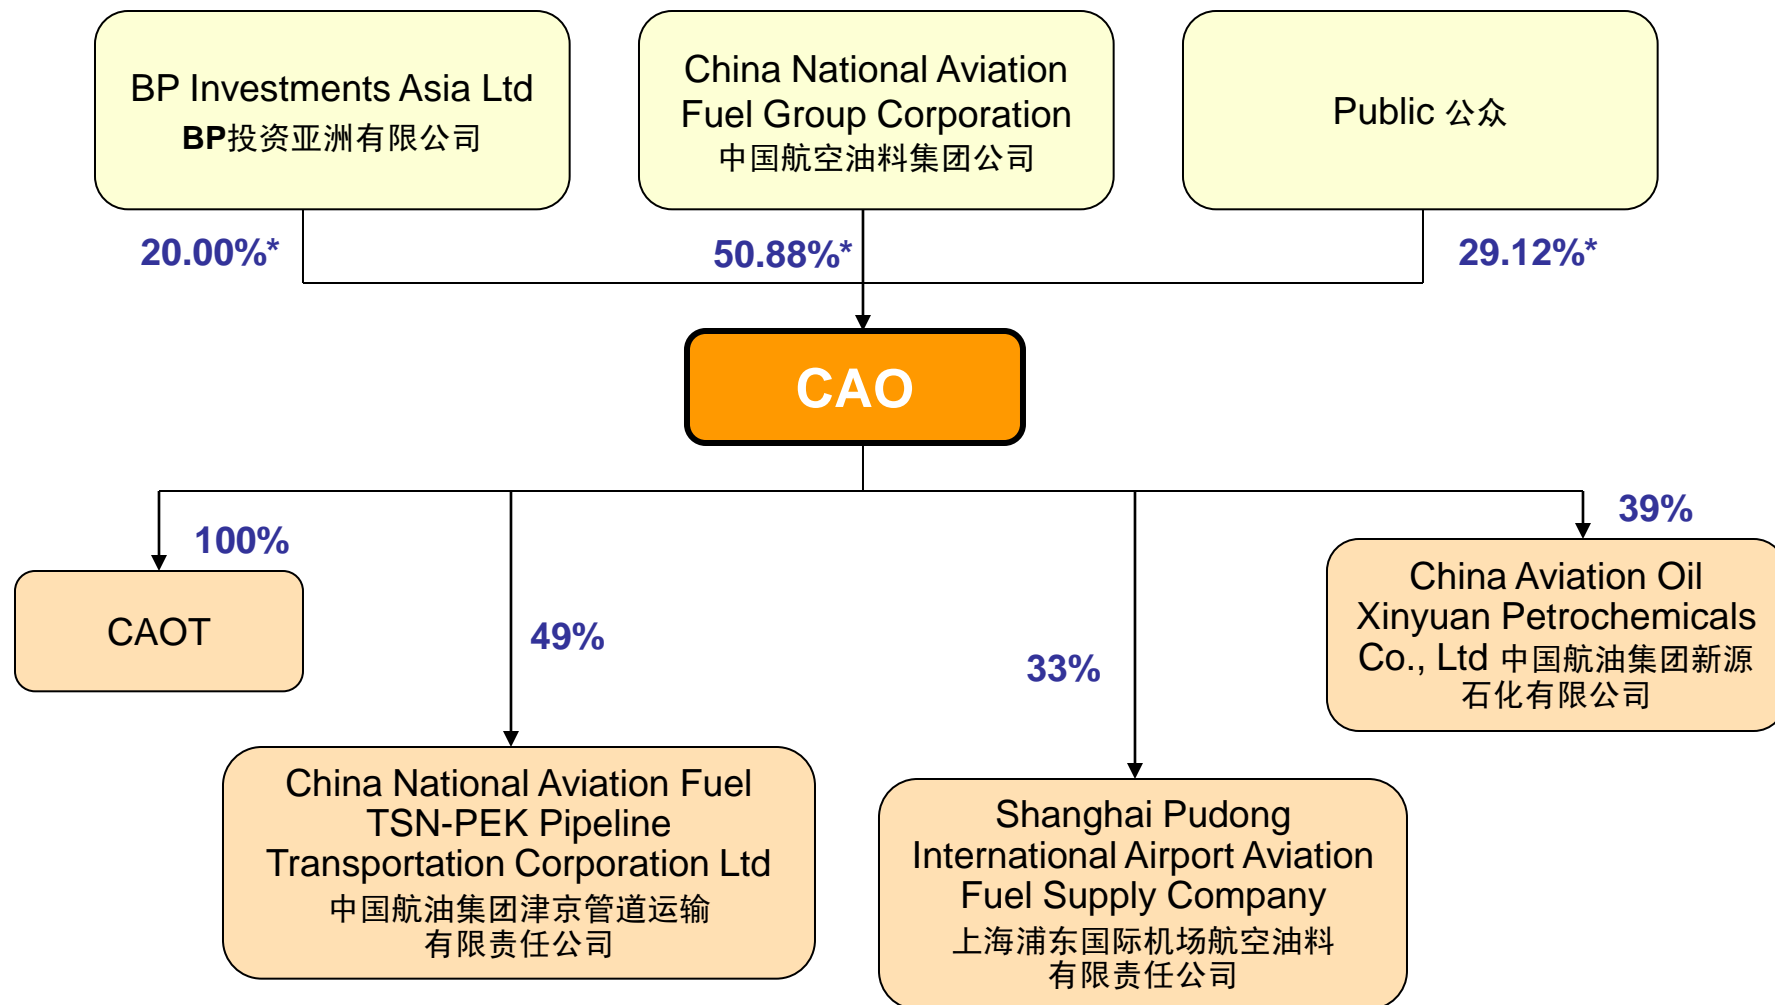 BP Investments Asia Ltd
BP投资亚洲有限公司
China National Aviation
Fuel Group Corporation
中国航空油料集团公司
Public 公众
20.00%*
50.88%*
29.12%*
CAO
100%
49%
33%
39%
CAOT
China Aviation Oil
Xinyuan Petrochemicals
Co., Ltd 中国航油集团新源
石化有限公司
China National Aviation Fuel
TSN-PEK Pipeline
Transportation Corporation Ltd
中国航油集团津京管道运输
有限责任公司
Shanghai Pudong
International Airport Aviation
Fuel Supply Company
上海浦东国际机场航空油料
有限责任公司